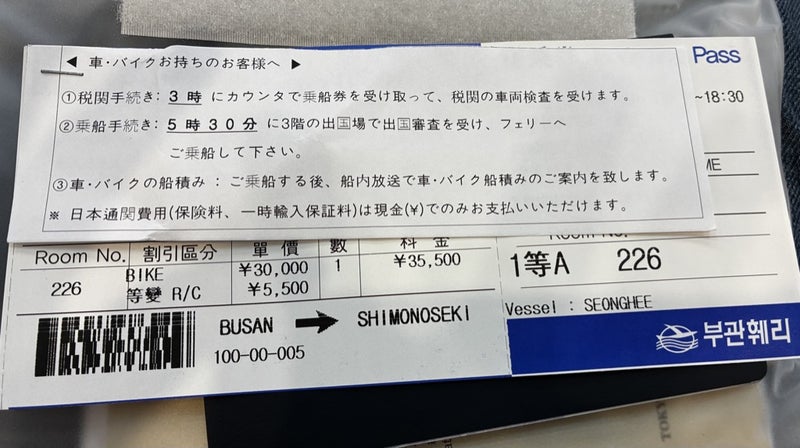 ◀ 車･バイクお持ちのお客様へ ▶
①税関手続き: 3時 にカウンタで乗船券を受け取って、税関の車両検査を受けます。
②乗船手続き: 5時30分 に3階の出国場で出国審査を受け、フェリーへ
ご乗船して下さい。
③車･バイクの船積み : ご乗船する後、船内放送で車･バイク船積みのご案内を致します。
※ 日本通関費用(保険料、一時輸入保証料)は現金(¥)でのみお支払いいただけます。
Pass
~18:30
ME
Room No. 割引區分 單價 數 料金
226 BIKE ¥30,000 1 ¥35,500
等變 R/C ¥5,500
BUSAN → SHIMONOSEKI
100-00-005
Room No.
1等A 226
Vessel : SEONGHEE
부관훼리